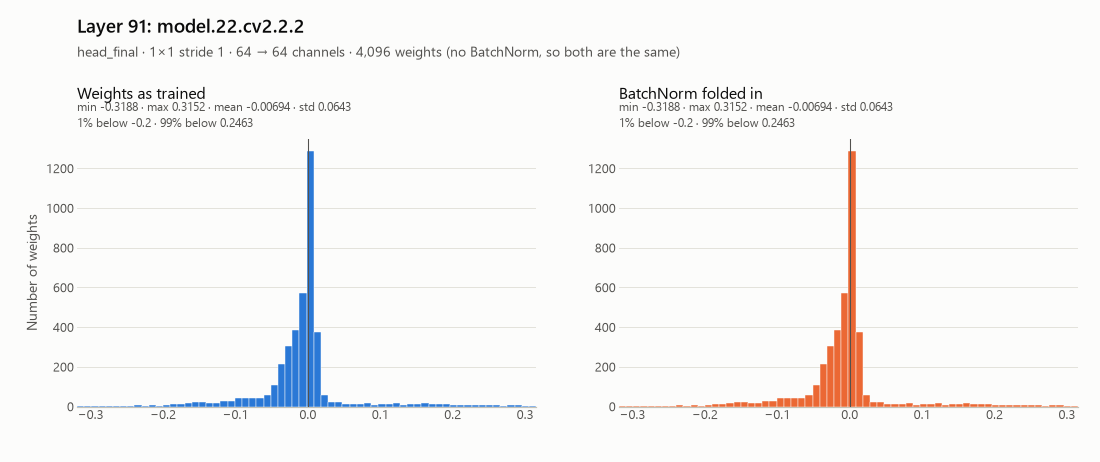 Layer 91: model.22.cv2.2.2
head_final · 1×1 stride 1 · 64 → 64 channels · 4,096 weights (no BatchNorm, so both are the same)
Weights as trained
min -0.3188 · max 0.3152 · mean -0.00694 · std 0.0643
1% below -0.2 · 99% below 0.2463
Number of weights
1200
1000
800
600
400
200
0
−0.3 −0.2 −0.1 0.0 0.1 0.2 0.3
BatchNorm folded in
min -0.3188 · max 0.3152 · mean -0.00694 · std 0.0643
1% below -0.2 · 99% below 0.2463
1200
1000
800
600
400
200
0
−0.3 −0.2 −0.1 0.0 0.1 0.2 0.3